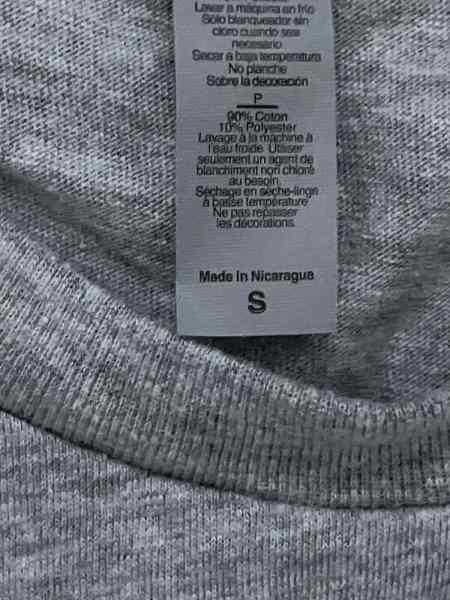 Lavar a máquina en frío
Sólo blanqueador sin
cloro cuando sea
necesario
Secar a baja temperatura
No planche
Sobre la decoración
P
90% Coton
10% Polyester
Lavage à la machine à
l'eau froide. Utiliser
seulement un agent de
blanchiment non chloré
au besoin.
Séchage en sèche-linge
à basse température
Ne pas repasser
les décorations.
Made in Nicaragua
S